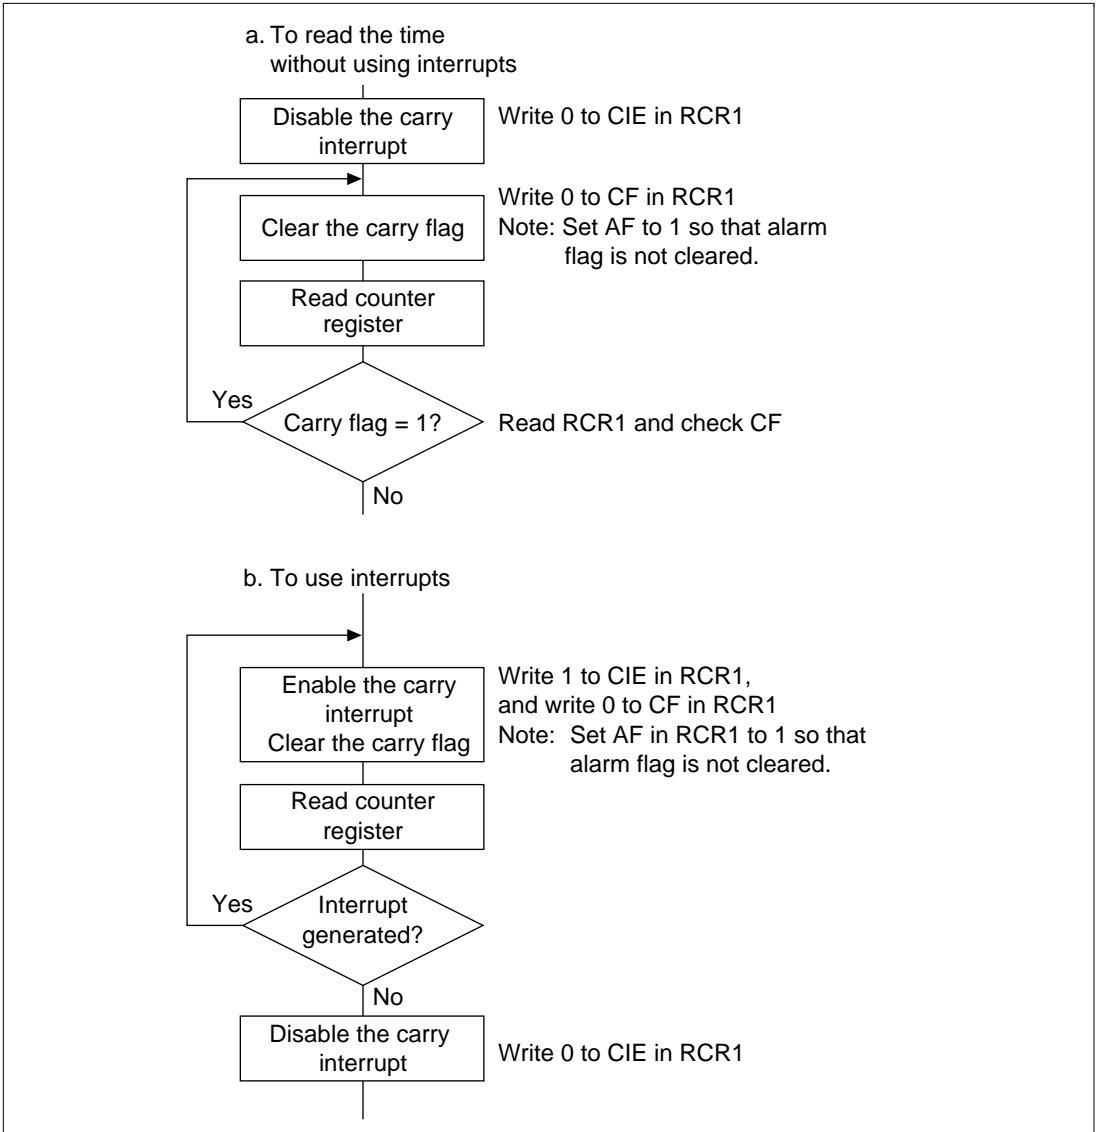 a. To read the time
without using interrupts
Disable the carry
interrupt
Write 0 to CIE in RCR1
Clear the carry flag
Write 0 to CF in RCR1
Note: Set AF to 1 so that alarm
flag is not cleared.
Read counter
register
Yes
Carry flag = 1?
Read RCR1 and check CF
No
b. To use interrupts
Enable the carry
interrupt
Clear the carry flag
Write 1 to CIE in RCR1,
and write 0 to CF in RCR1
Note: Set AF in RCR1 to 1 so that
alarm flag is not cleared.
Read counter
register
Yes
Interrupt
generated?
No
Disable the carry
interrupt
Write 0 to CIE in RCR1